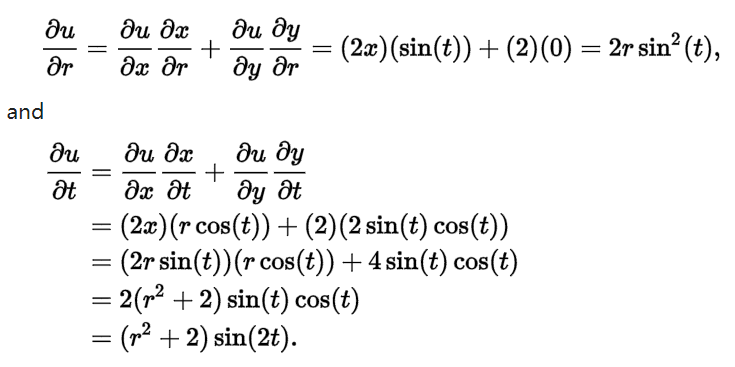 ∂u/∂r = ∂u/∂x ∂x/∂r + ∂u/∂y ∂y/∂r = (2x)(sin(t)) + (2)(0) = 2r sin²(t),
and
∂u/∂t = ∂u/∂x ∂x/∂t + ∂u/∂y ∂y/∂t
= (2x)(r cos(t)) + (2)(2 sin(t) cos(t))
= (2r sin(t))(r cos(t)) + 4 sin(t) cos(t)
= 2(r² + 2) sin(t) cos(t)
= (r² + 2) sin(2t).